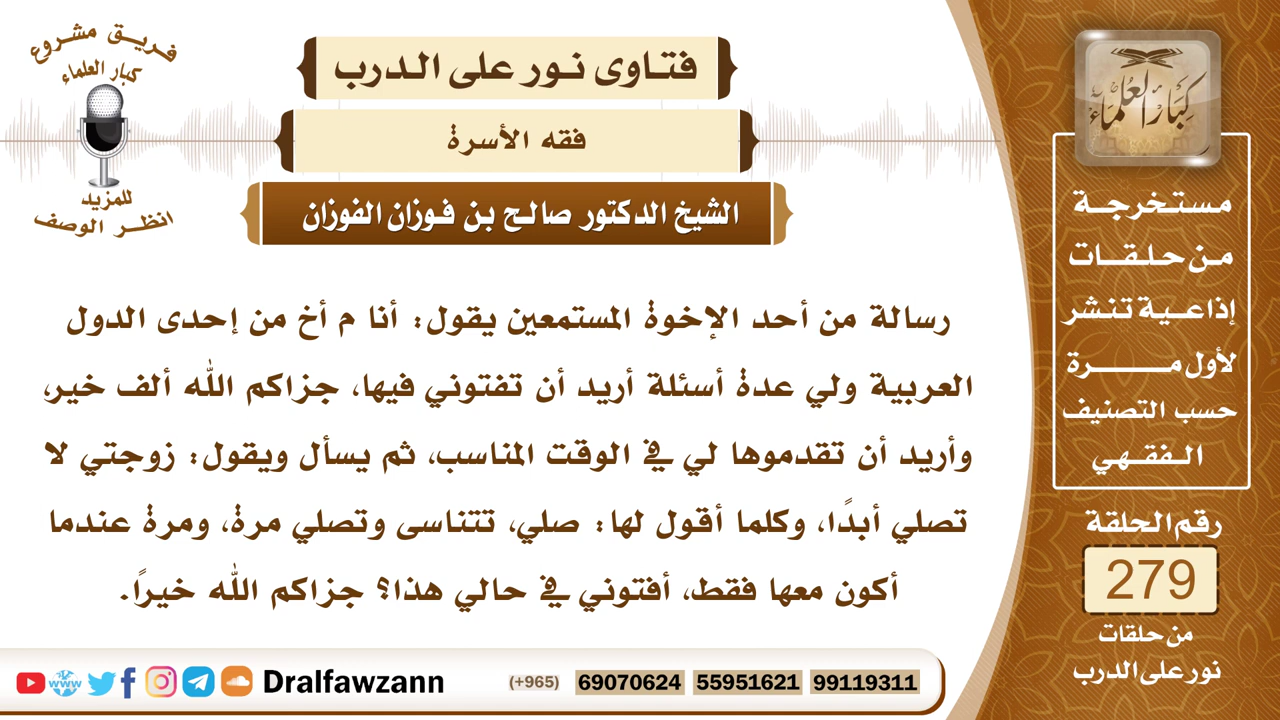 فتاوى نور على الدرب
فقه الأسرة
الشيخ الدكتور صالح بن فوزان الفوزان
فريق مشروع
كبار العلماء
للمزيد
انظر الوصف
رسالة من أحد الإخوة المستمعين يقول: أنا م أخ من إحدى الدول
العربية ولي عدة أسئلة أريد أن تفتوني فيها، جزاكم الله ألف خير،
وأريد أن تقدموها لي في الوقت المناسب، ثم يسأل ويقول: زوجتي لا
تصلي أبدًا، وكلما أقول لها: صلي، تتناسى وتصلي مرة، ومرة عندما
أكون معها فقط، أفتوني في حالي هذا؟ جزاكم الله خيرًا.
كِبَارُ العُلَمَاء
مستخرجة
من حلقات
إذاعية تنشر
لأول مرة
حسب التصنيف
الفقهي
رقم الحلقة
279
من حلقات
نور على الدرب
www
Dralfawzann (+965) 69070624 55951621 99119311